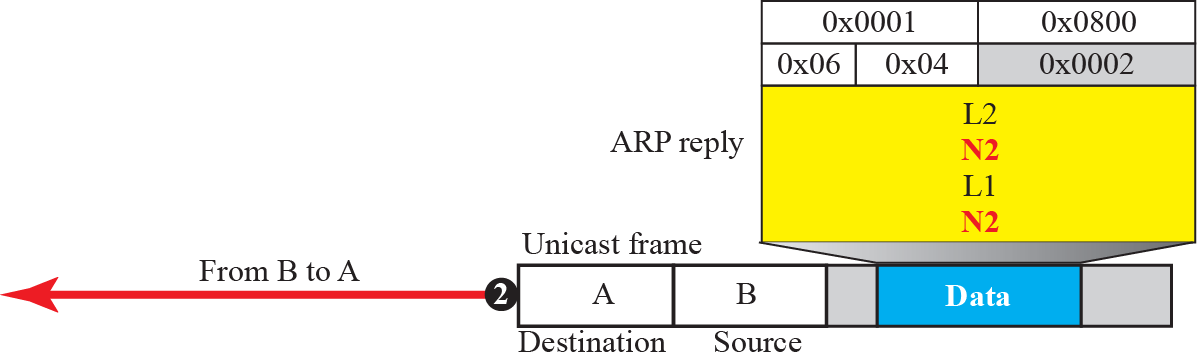 0x0001 0x0800
0x06 0x04 0x0002
L2
ARP reply
N2
L1
N2
Unicast frame
From B to A
2 A B Data
Destination Source